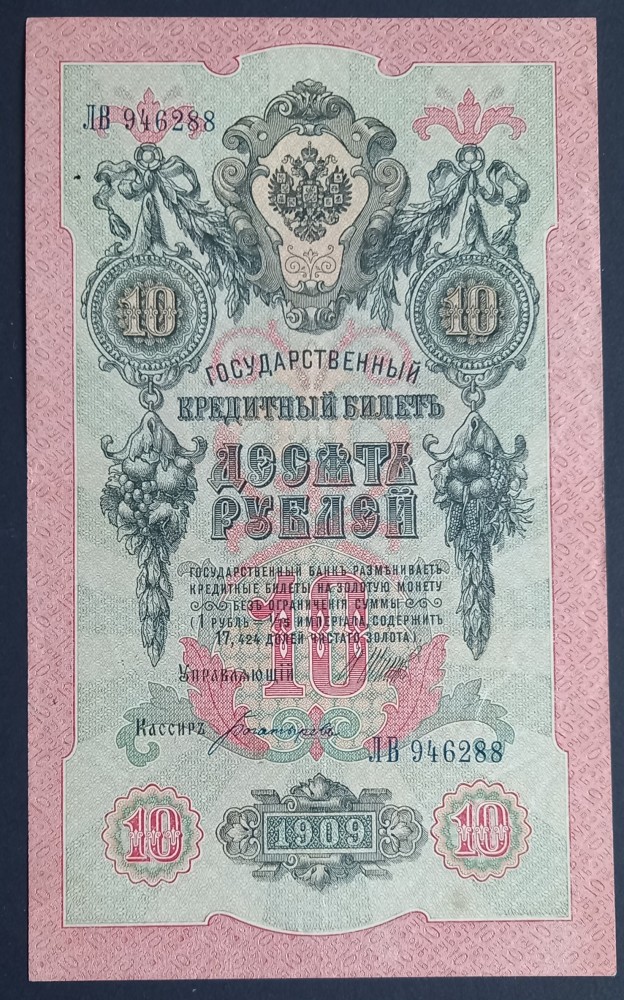 ЛВ 946288
10 10
ГОСУДАРСТВЕННЫЙ
КРЕДИТНЫЙ БИЛЕТЪ
ДЕСЯТЬ
РУБЛЕЙ
ГОСУДАРСТВЕННЫЙ БАНКЪ РАЗМѢНИВАЕТЪ
КРЕДИТНЫЕ БИЛЕТЫ НА ЗОЛОТУЮ МОНЕТУ
БЕЗЪ ОГРАНИЧЕНІЯ СУММЫ
(1 РУБЛЬ = 1/15 ИМПЕРІАЛА, СОДЕРЖИТЪ
17,424 ДОЛЕЙ ЧИСТАГО ЗОЛОТА).
10
УПРАВЛЯЮЩІЙ
КАССИРЪ Богатыревъ
ЛВ 946288
10 1909 10